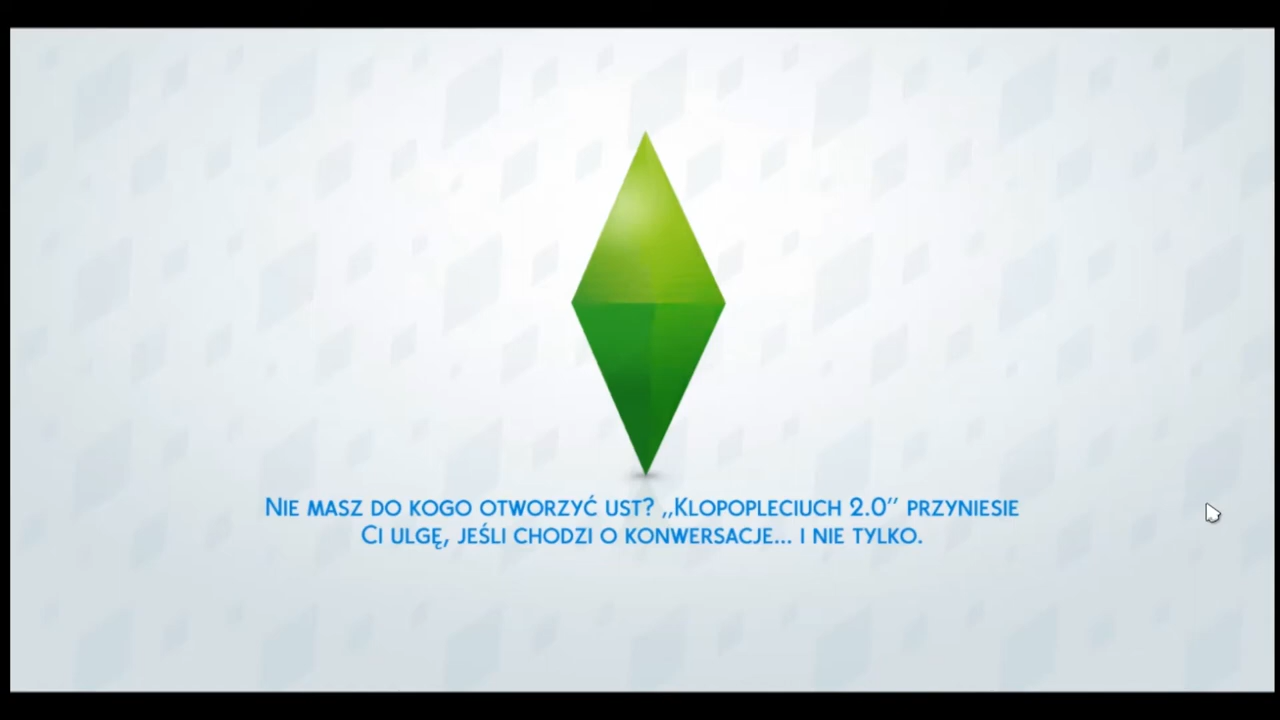 Nie masz do kogo otworzyć ust? ,,Klopopleciuch 2.0’’ przyniesie
Ci ulgę, jeśli chodzi o konwersacje... i nie tylko.